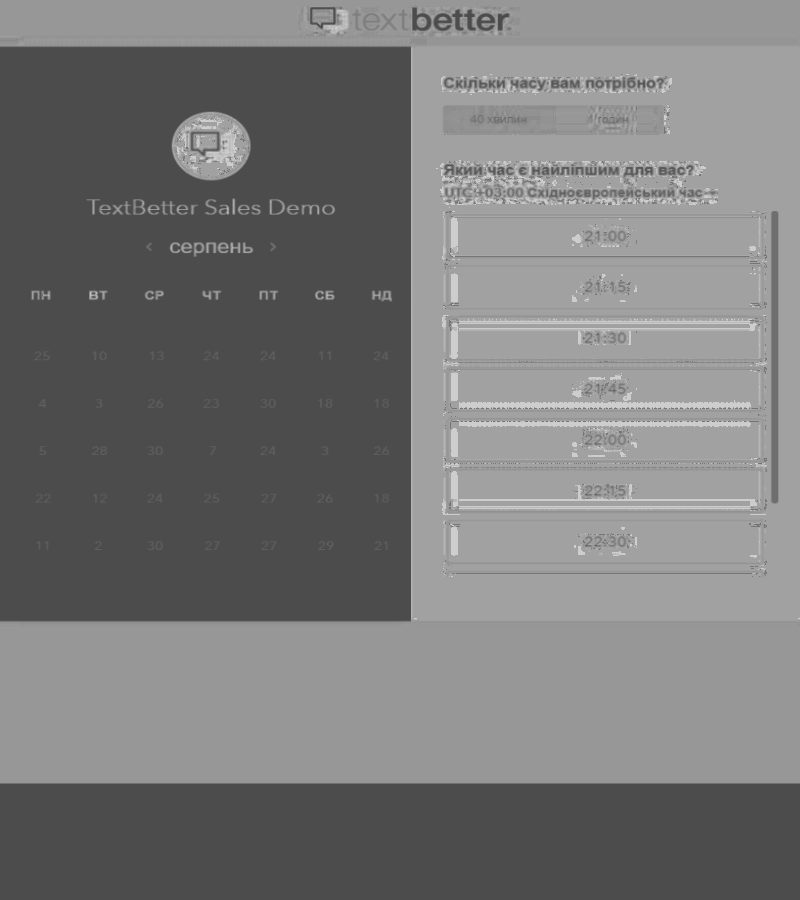 textbetter
TextBetter Sales Demo
‹ серпень ›
ПН ВТ СР ЧТ ПТ СБ НД
25 10 13 24 24 11 24
4 3 26 23 30 18 18
5 28 30 7 24 3 26
22 12 24 25 27 26 18
11 2 30 27 27 29 21
Скільки часу вам потрібно?
40 хвилин 4 годин
Який час є найліпшим для вас?
UTC +03:00 Східноєвропейський час
21:00
21:15
21:30
21:45
22:00
22:15
22:30